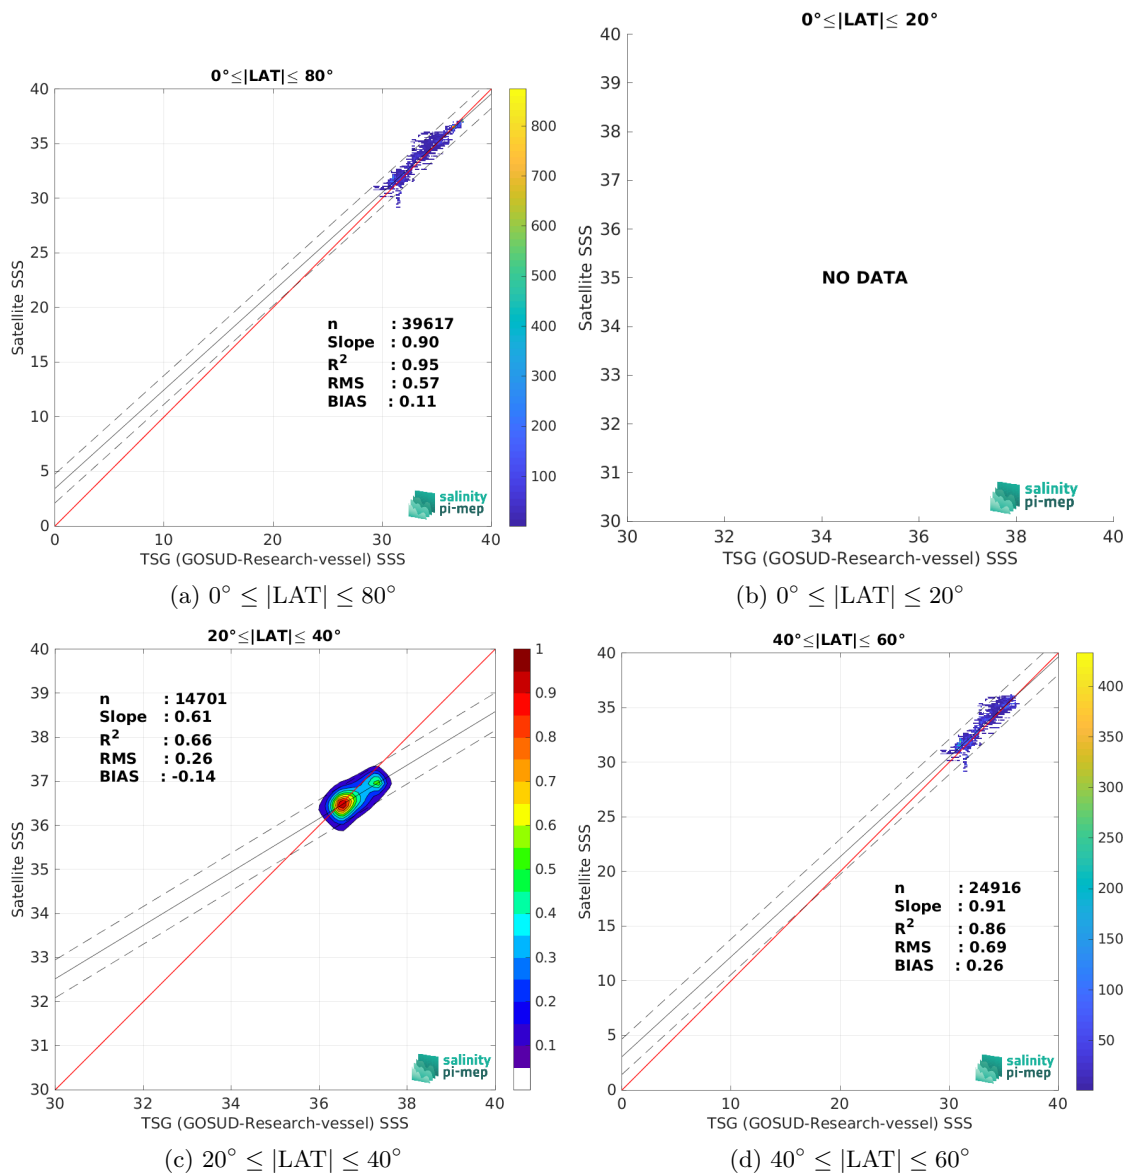 0°≤|LAT|≤ 80°
40
35
30
25
20
15
10
5
0
Satellite SSS
0
10
20
30
40
TSG (GOSUD-Research-vessel) SSS
n : 39617
Slope : 0.90
R² : 0.95
RMS : 0.57
BIAS : 0.11
salinity
pi-mep
800
700
600
500
400
300
200
100
(a) 0° ≤ |LAT| ≤ 80°
0°≤|LAT|≤ 20°
40
39
38
37
36
35
34
33
32
31
30
Satellite SSS
NO DATA
salinity
pi-mep
30
32
34
36
38
40
TSG (GOSUD-Research-vessel) SSS
(b) 0° ≤ |LAT| ≤ 20°
20°≤|LAT|≤ 40°
40
39
38
37
36
35
34
33
32
31
30
Satellite SSS
n : 14701
Slope : 0.61
R² : 0.66
RMS : 0.26
BIAS : -0.14
salinity
pi-mep
30
32
34
36
38
40
TSG (GOSUD-Research-vessel) SSS
1
0.9
0.8
0.7
0.6
0.5
0.4
0.3
0.2
0.1
(c) 20° ≤ |LAT| ≤ 40°
40°≤|LAT|≤ 60°
40
35
30
25
20
15
10
5
0
Satellite SSS
n : 24916
Slope : 0.91
R² : 0.86
RMS : 0.69
BIAS : 0.26
salinity
pi-mep
0
10
20
30
40
TSG (GOSUD-Research-vessel) SSS
400
350
300
250
200
150
100
50
(d) 40° ≤ |LAT| ≤ 60°